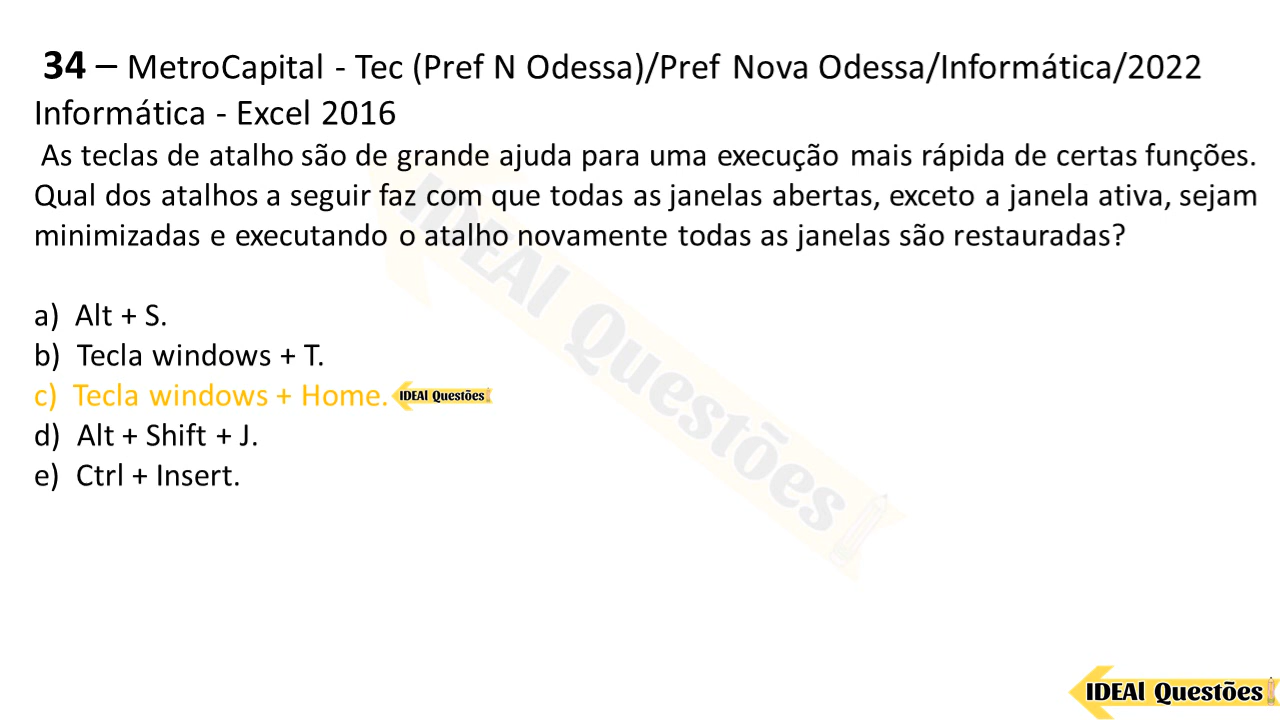 34 – MetroCapital - Tec (Pref N Odessa)/Pref Nova Odessa/Informática/2022
Informática - Excel 2016
As teclas de atalho são de grande ajuda para uma execução mais rápida de certas funções.
Qual dos atalhos a seguir faz com que todas as janelas abertas, exceto a janela ativa, sejam
minimizadas e executando o atalho novamente todas as janelas são restauradas?
a) Alt + S.
b) Tecla windows + T.
c) Tecla windows + Home. IDEAl Questões
d) Alt + Shift + J.
e) Ctrl + Insert.
IDEAl Questões
IDEAl Questões